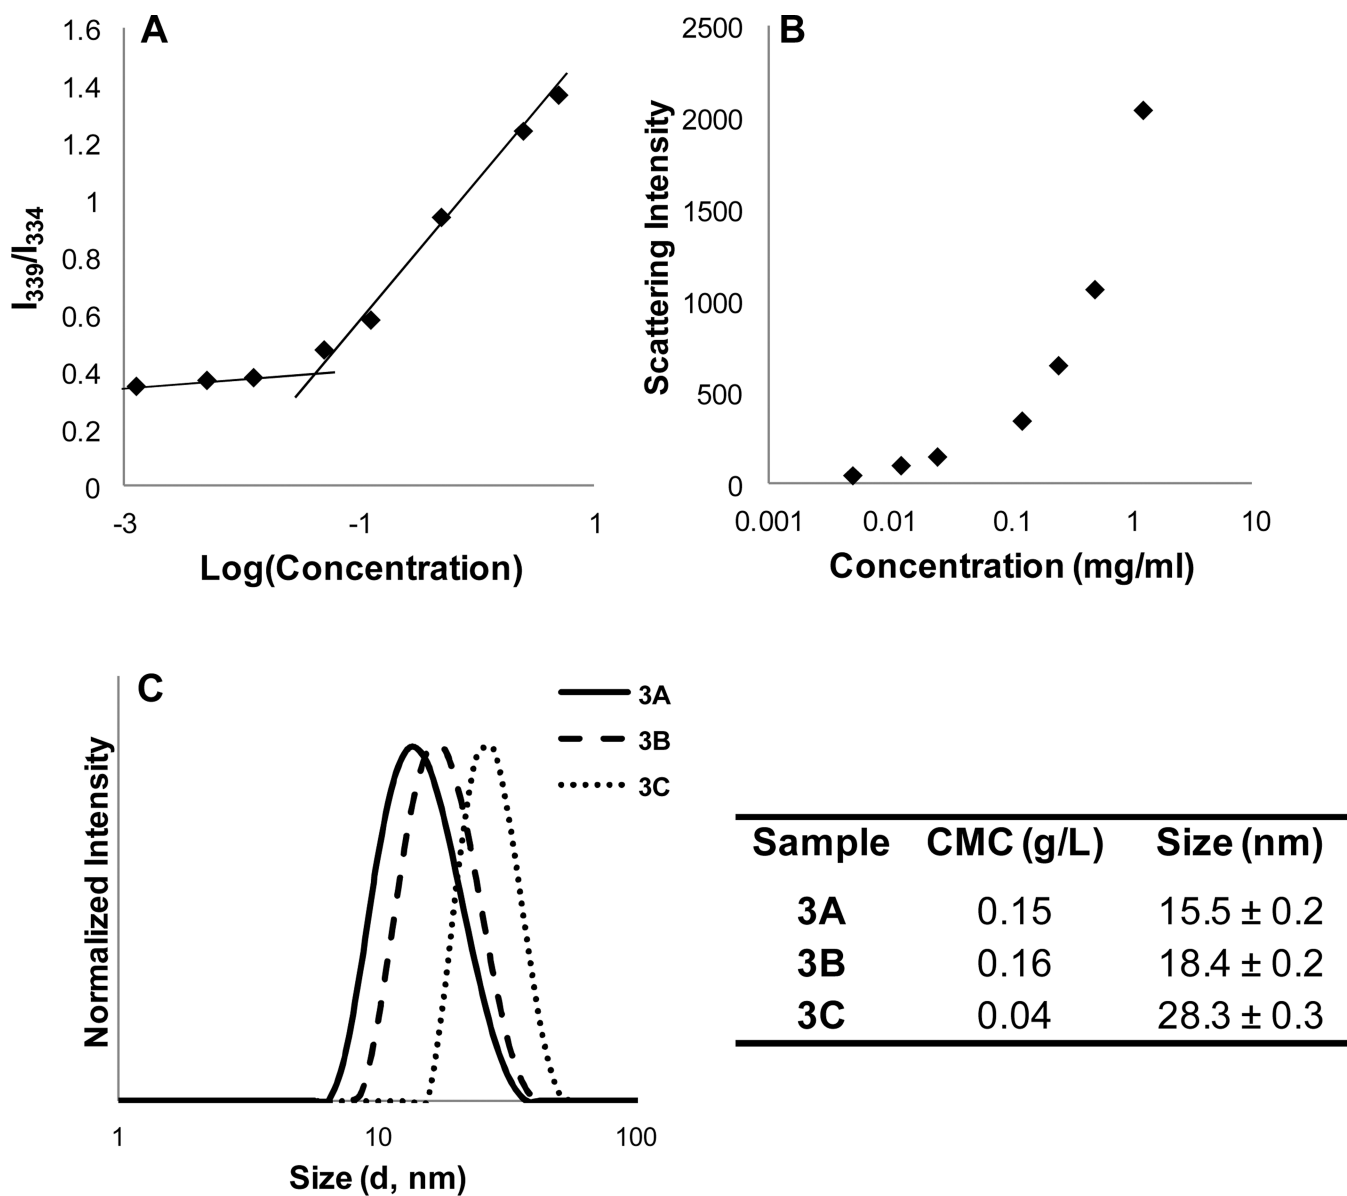 A
1.6
1.4
1.2
1
0.8
0.6
0.4
0.2
0
I339/I334
-3 -1 1
Log(Concentration)
B
2500
2000
1500
1000
500
0
Scattering Intensity
0.001 0.01 0.1 1 10
Concentration (mg/ml)
C
3A
3B
3C
Normalized Intensity
1 10 100
Size (d, nm)
Sample CMC (g/L) Size (nm)
3A 0.15 15.5 ± 0.2
3B 0.16 18.4 ± 0.2
3C 0.04 28.3 ± 0.3